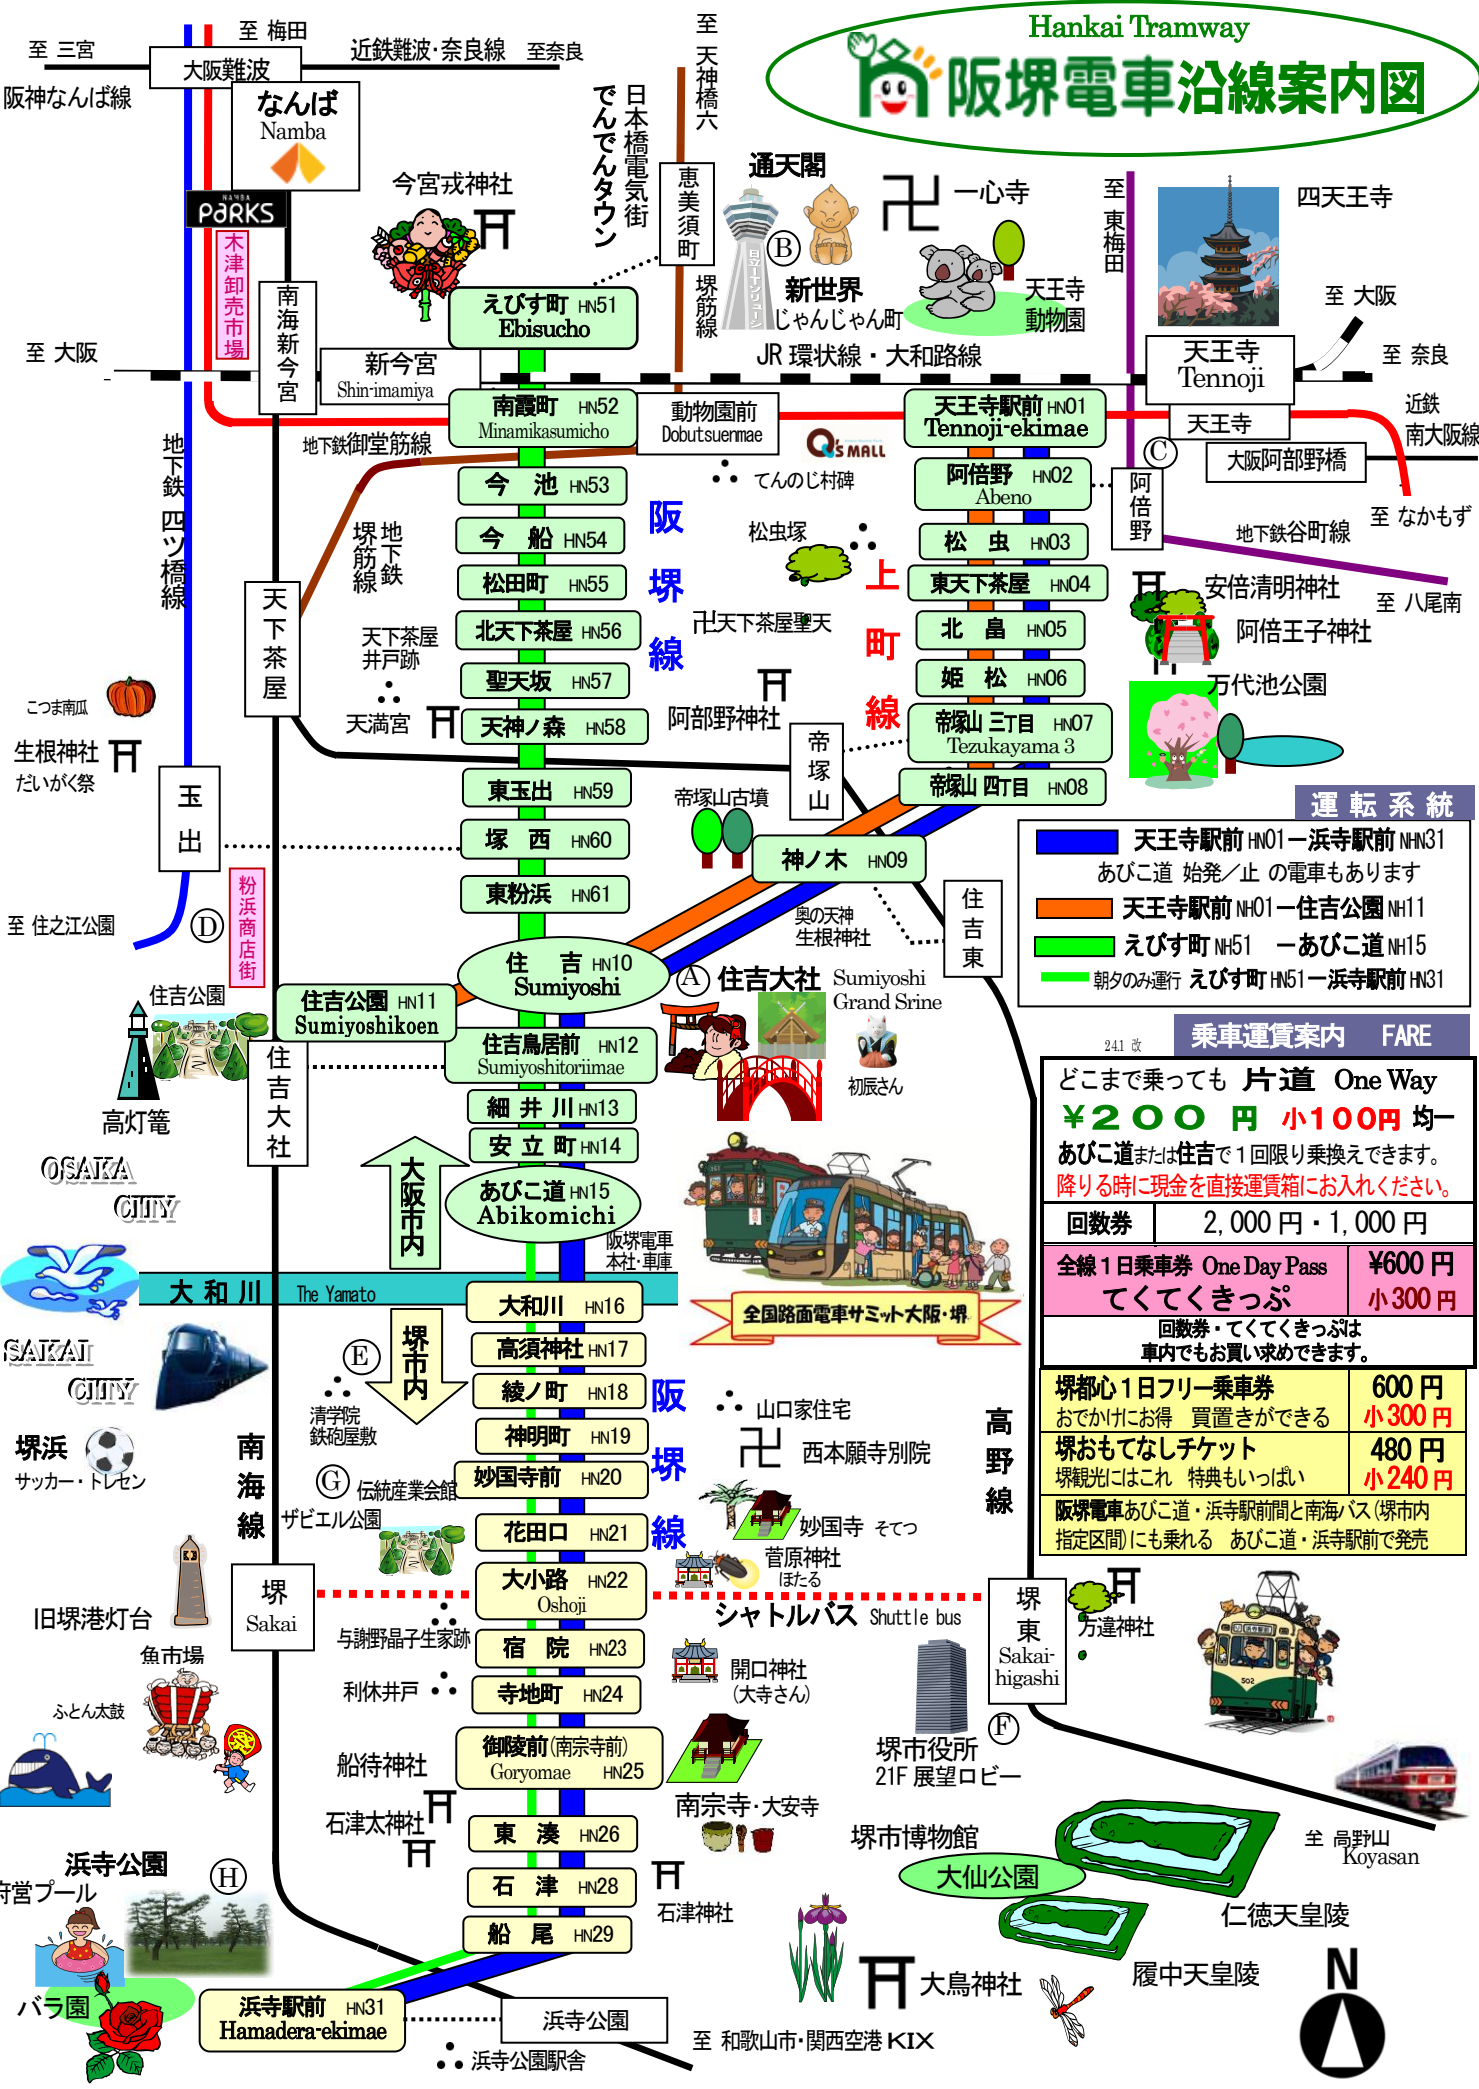 Hankai Tramway
阪堺電車沿線案内図
至 三宮
至 梅田
大阪難波
近鉄難波・奈良線 至奈良
阪神なんば線
なんば
Namba
NAMBA
PARKS
木津卸売市場
南海新今宮
今宮戎神社
でんでんタウン
日本橋電気街
至 天神橋六
恵美須町
堺筋線
通天閣
日立
B
新世界
じゃんじゃん町
卍 一心寺
天王寺
動物園
至 東梅田
四天王寺
至 大阪
至 奈良
えびす町 HN51
Ebisucho
至 大阪
新今宮
Shin-imamiya
JR 環状線・大和路線
天王寺
Tennoji
南霞町 HN52
Minamikasumicho
動物園前
Dobutsuenmae
天王寺駅前 HN01
Tennoji-ekimae
天王寺
近鉄
南大阪線
大阪阿部野橋
地下鉄御堂筋線
Q's MALL
てんのじ村碑
阿倍野 HN02
Abeno
C
阿倍野
地下鉄谷町線
至 なかもず
至 八尾南
地下鉄 四ツ橋線
今 池 HN53
今 船 HN54
松田町 HN55
北天下茶屋 HN56
聖天坂 HN57
天神ノ森 HN58
東玉出 HN59
塚 西 HN60
東粉浜 HN61
地下鉄
堺筋線
阪堺線
上町線
松虫塚
卍天下茶屋聖天
松 虫 HN03
東天下茶屋 HN04
北 畠 HN05
姫 松 HN06
帝塚山 三丁目 HN07
Tezukayama 3
帝塚山 四丁目 HN08
神ノ木 HN09
安倍清明神社
阿倍王子神社
万代池公園
天下茶屋
天下茶屋
井戸跡
天満宮
阿部野神社
帝塚山
帝塚山古墳
こつま南瓜
生根神社
だいがく祭
玉出
至 住之江公園
D
粉浜商店街
奥の天神
生根神社
住吉東
運転系統
天王寺駅前 HN01－浜寺駅前 NHN31
あびこ道 始発／止 の電車もあります
天王寺駅前 NH01－住吉公園 NH11
えびす町 NH51 －あびこ道 NH15
朝夕のみ運行 えびす町 HN51－浜寺駅前 HN31
住 吉 HN10
Sumiyoshi
A
住吉大社 Sumiyoshi
Grand Srine
初辰さん
住吉公園
住吉公園 HN11
Sumiyoshikoen
住吉鳥居前 HN12
Sumiyoshitoriimae
住吉大社
高灯篭
細 井 川 HN13
安 立 町 HN14
あびこ道 HN15
Abikomichi
大阪市内
阪堺電軍
本社・車庫
OSAKA
CITY
大 和 川 The Yamato
SAKAI
CITY
全国路面電車サミット大阪・堺
24.1 改
乗車運賃案内 FARE
どこまで乗っても 片道 One Way
￥２００ 円 小１００円 均一
あびこ道または住吉で１回限り乗換えできます。
降りる時に現金を直接運賃箱にお入れください。
回数券 2,000 円・1,000 円
全線１日乗車券 One Day Pass ¥600 円
てくてくきっぷ 小 300 円
回数券・てくてくきっぷは
車内でもお買い求めできます。
堺都心１日フリー乗車券 600 円
おでかけにお得 買置きができる 小 300 円
堺おもてなしチケット 480 円
堺観光にはこれ 特典もいっぱい 小 240 円
阪堺電車あびこ道・浜寺駅前間と南海バス(堺市内
指定区間)にも乗れる あびこ道・浜寺駅前で発売
大和川 HN16
高須神社 HN17
綾ノ町 HN18
神明町 HN19
妙国寺前 HN20
花田口 HN21
大小路 HN22
Oshoji
宿 院 HN23
寺地町 HN24
御陵前(南宗寺前)
Goryomae HN25
東 湊 HN26
石 津 HN28
船 尾 HN29
浜寺駅前 HN31
Hamadera-ekimae
堺市内
E
清学院
鉄砲屋敷
G
伝統産業会館
ザビエル公園
阪堺線
山口家住宅
卍 西本願寺別院
妙国寺 そてつ
菅原神社
ほたる
高野線
南海線
堺浜
サッカー・トレセン
旧堺港灯台
堺
Sakai
シャトルバス Shuttle bus
堺東
Sakai-
higashi
方違神社
502
魚市場
ふとん太鼓
与謝野晶子生家跡
利休井戸
開口神社
(大寺さん)
船待神社
石津太神社
南宗寺・大安寺
堺市役所
21F 展望ロビー
F
堺市博物館
大仙公園
至 高野山
Koyasan
仁徳天皇陵
履中天皇陵
浜寺公園
H
府営プール
バラ園
石津神社
大鳥神社
浜寺公園
至 和歌山市・関西空港 KIX
浜寺公園駅舎
N